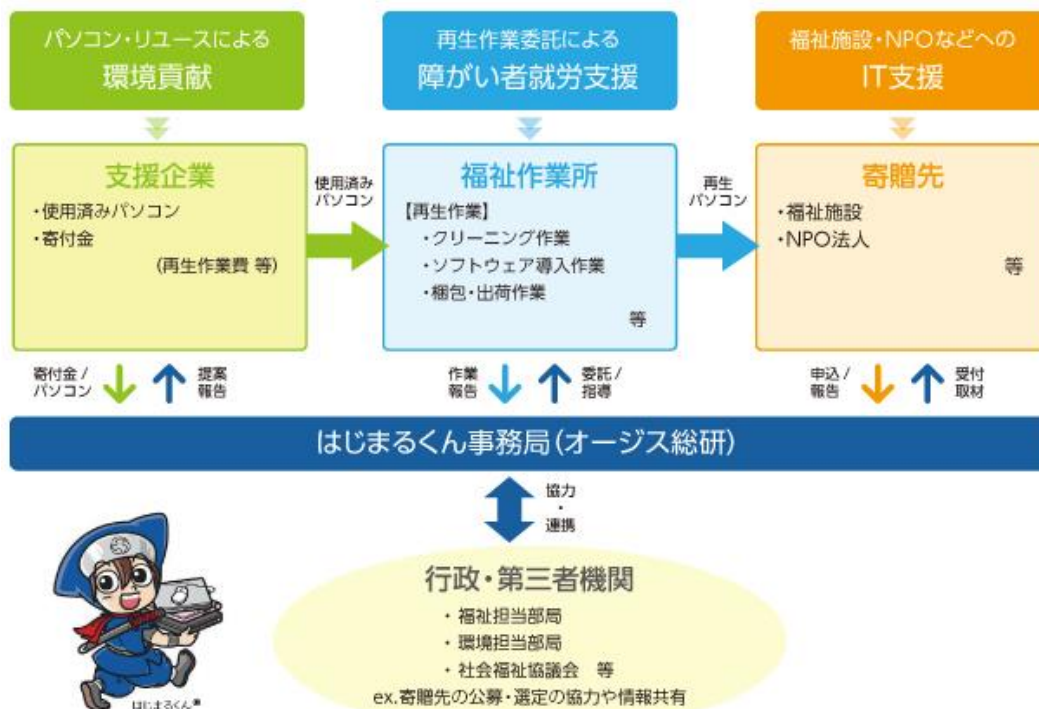 パソコン・リユースによる
環境貢献
再生作業委託による
障がい者就労支援
福祉施設・NPOなどへの
IT支援
支援企業
・使用済みパソコン
・寄付金
(再生作業費 等)
使用済み
パソコン
福祉作業所
【再生作業】
・クリーニング作業
・ソフトウェア導入作業
・梱包・出荷作業
等
再生
パソコン
寄贈先
・福祉施設
・NPO法人
等
寄付金/
パソコン
提案
報告
作業
報告
委託/
指導
申込/
報告
受付
取材
はじまるくん事務局(オージス総研)
協力
・
連携
行政・第三者機関
・ 福祉担当部局
・ 環境担当部局
・ 社会福祉協議会 等
ex.寄贈先の公募・選定の協力や情報共有
はじまるくん®